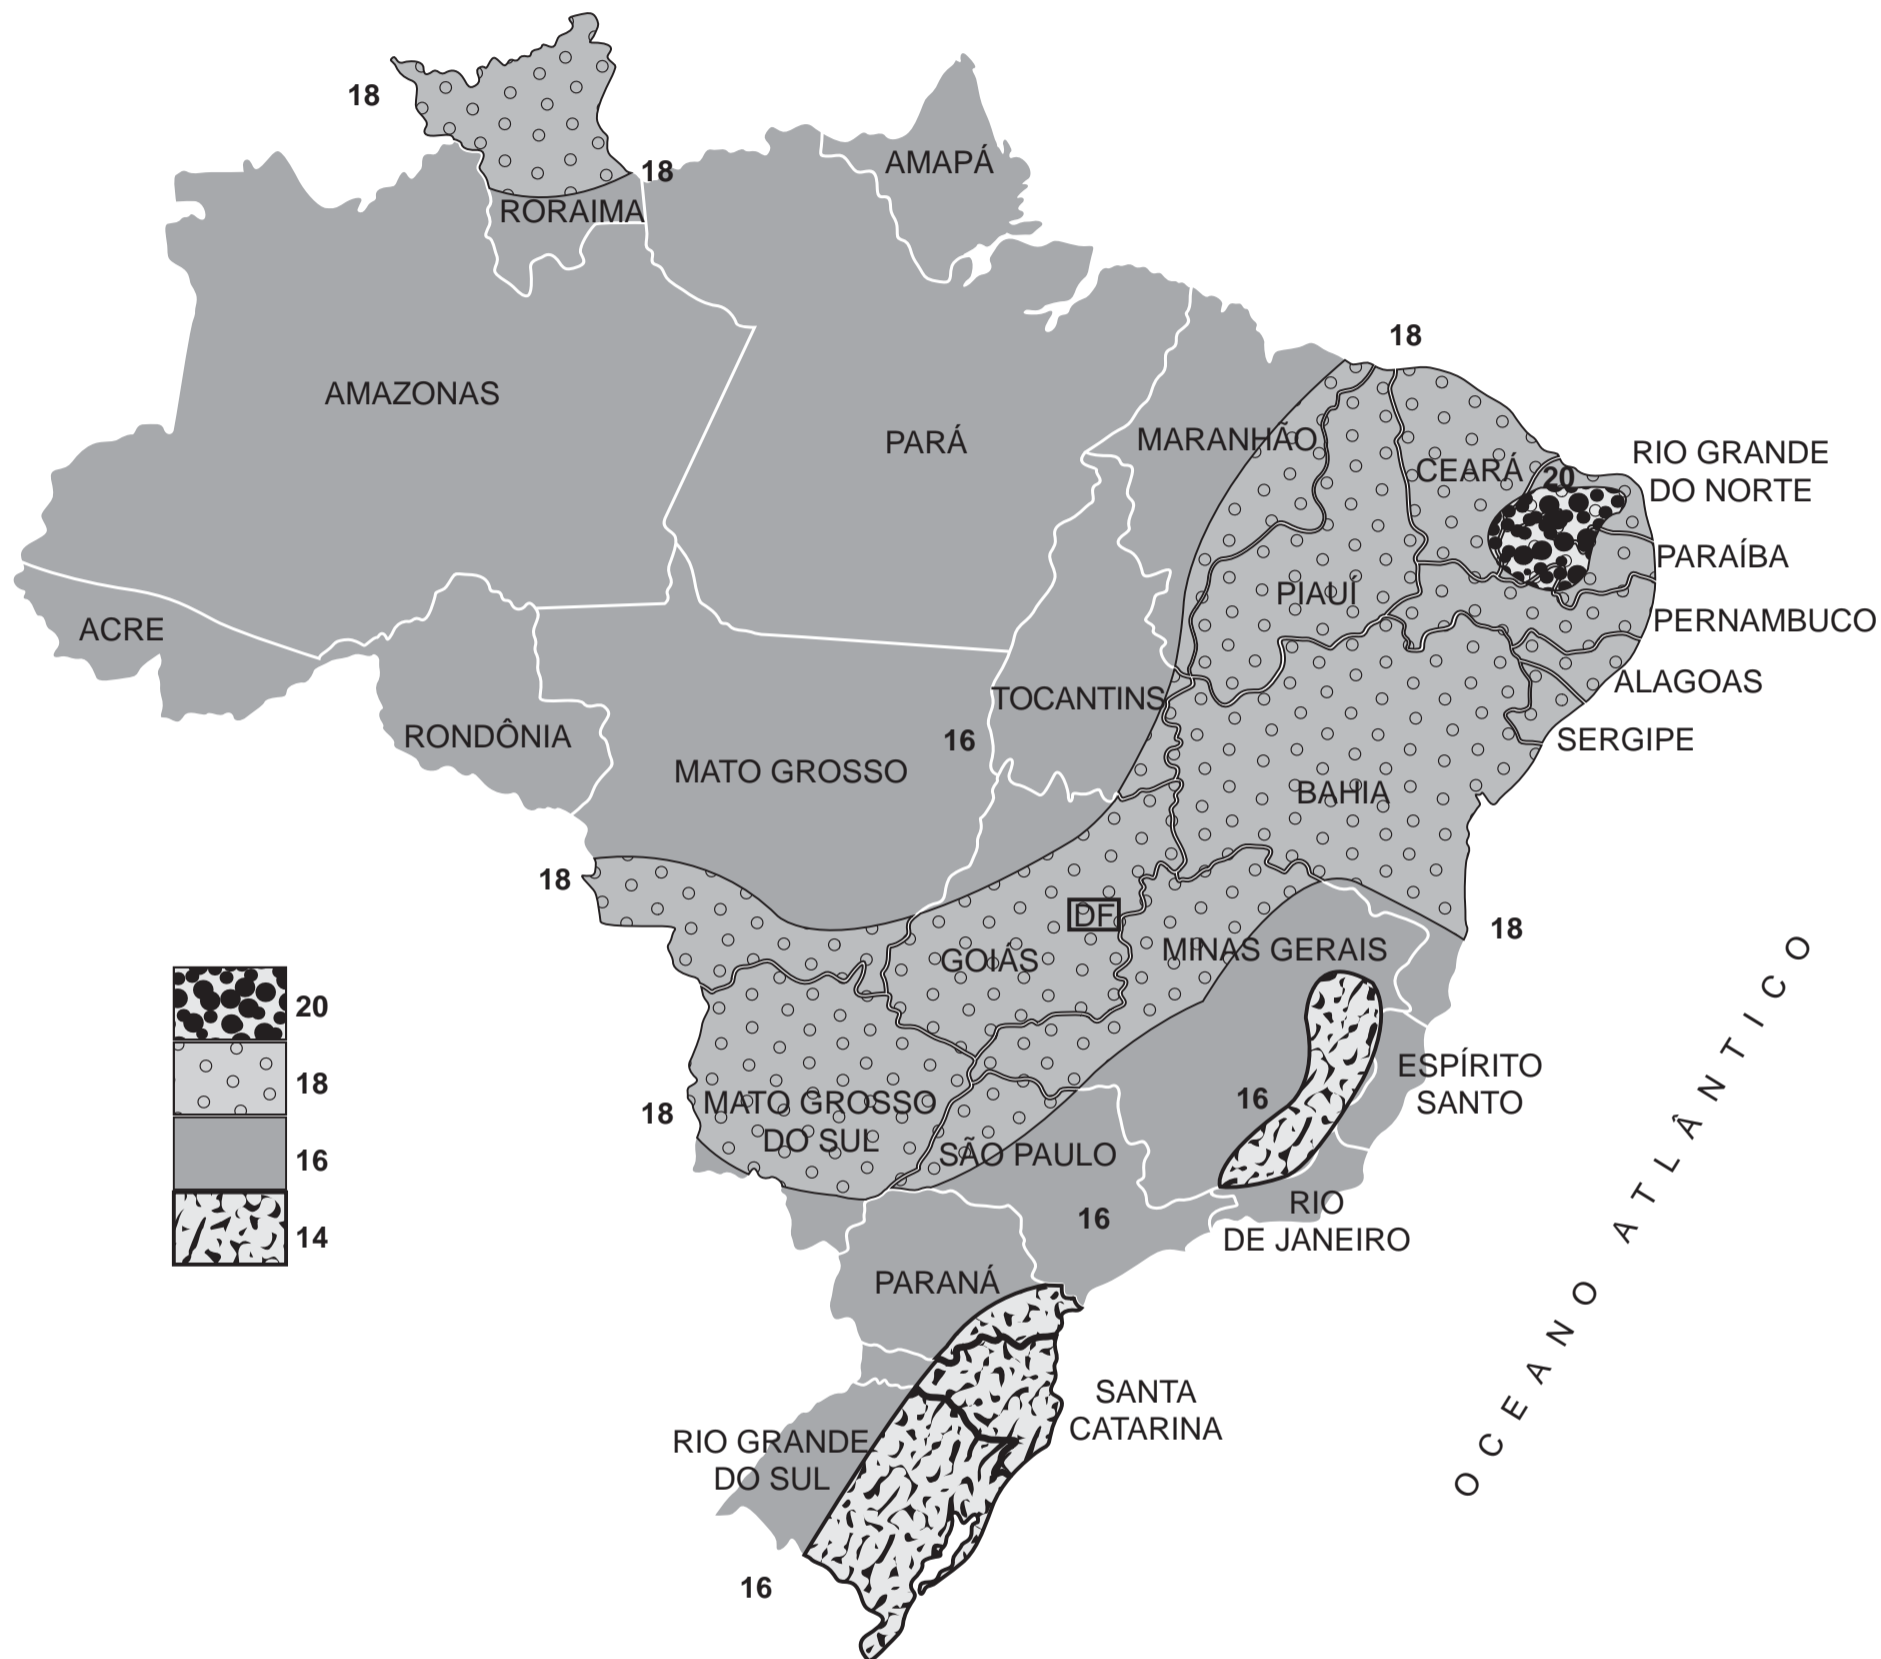 18
18
AMAPÁ
RORAIMA
18
AMAZONAS
PARÁ
MARANHÃO
CEARÁ
20
RIO GRANDE
DO NORTE
PARAÍBA
PIAUÍ
PERNAMBUCO
ACRE
ALAGOAS
TOCANTINS
SERGIPE
RONDÔNIA
16
MATO GROSSO
BAHIA
18
DF
18
GOIÁS
MINAS GERAIS
20
18
16
14
ESPÍRITO
SANTO
16
18
MATO GROSSO
DO SUL
SÃO PAULO
16
RIO
DE JANEIRO
PARANÁ
SANTA
CATARINA
RIO GRANDE
DO SUL
16
OCEANO ATLÂNTICO